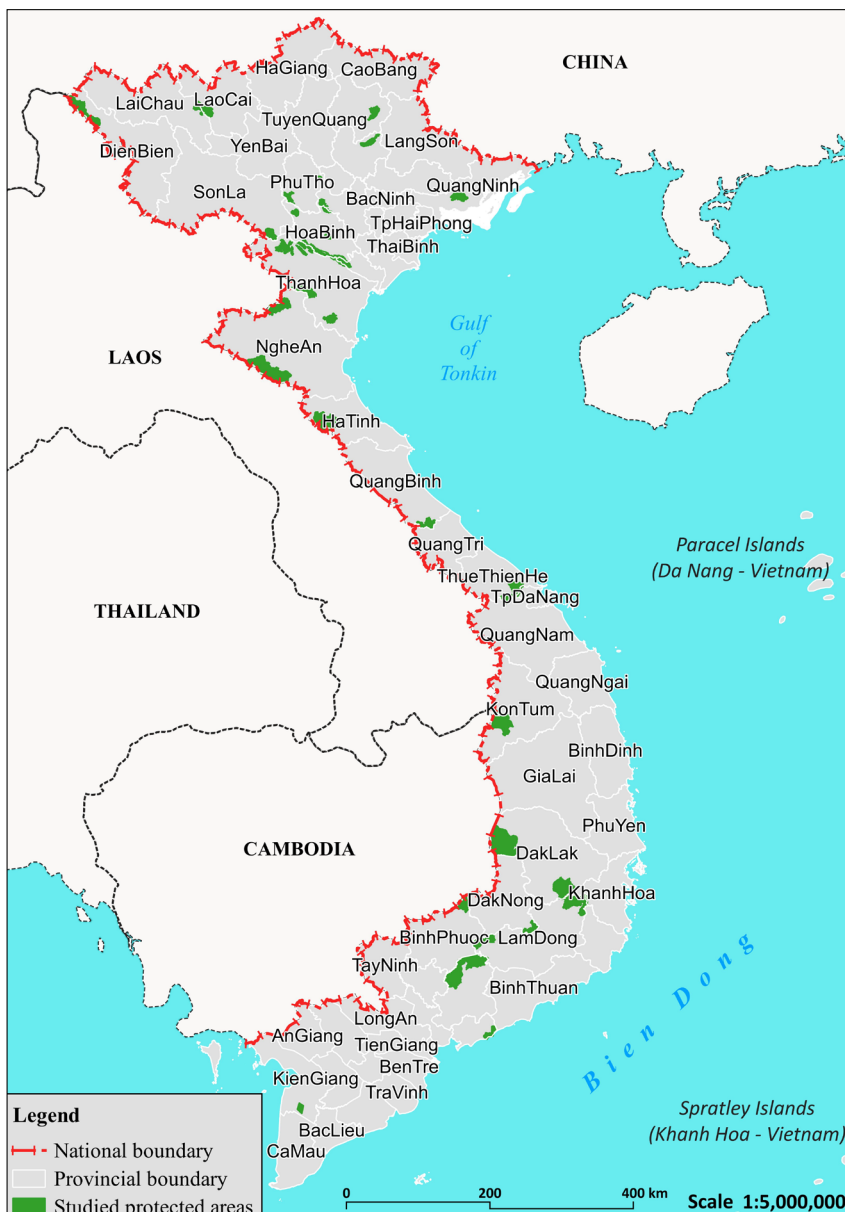 CHINA
HaGiang
CaoBang
LaiChau
LaoCai
TuyenQuang
LangSon
DienBien
YenBai
SonLa
PhuTho
BacNinh
QuangNinh
HoaBinh
TpHaiPhong
ThaiBinh
ThanhHoa
Gulf
of
Tonkin
NgheAn
LAOS
HaTinh
QuangBinh
QuangTri
Paracel Islands
(Da Nang - Vietnam)
ThueThienHe
TpDaNang
THAILAND
QuangNam
QuangNgai
KonTum
BinhDinh
GiaLai
PhuYen
CAMBODIA
DakLak
KhanhHoa
DakNong
BinhPhuoc
LamDong
TayNinh
BinhThuan
Bien Dong
LongAn
AnGiang
TienGiang
BenTre
KienGiang
TraVinh
BacLieu
CaMau
Spratley Islands
(Khanh Hoa - Vietnam)
Legend
National boundary
Provincial boundary
Studied protected areas
0 200 400 km
Scale 1:5,000,000